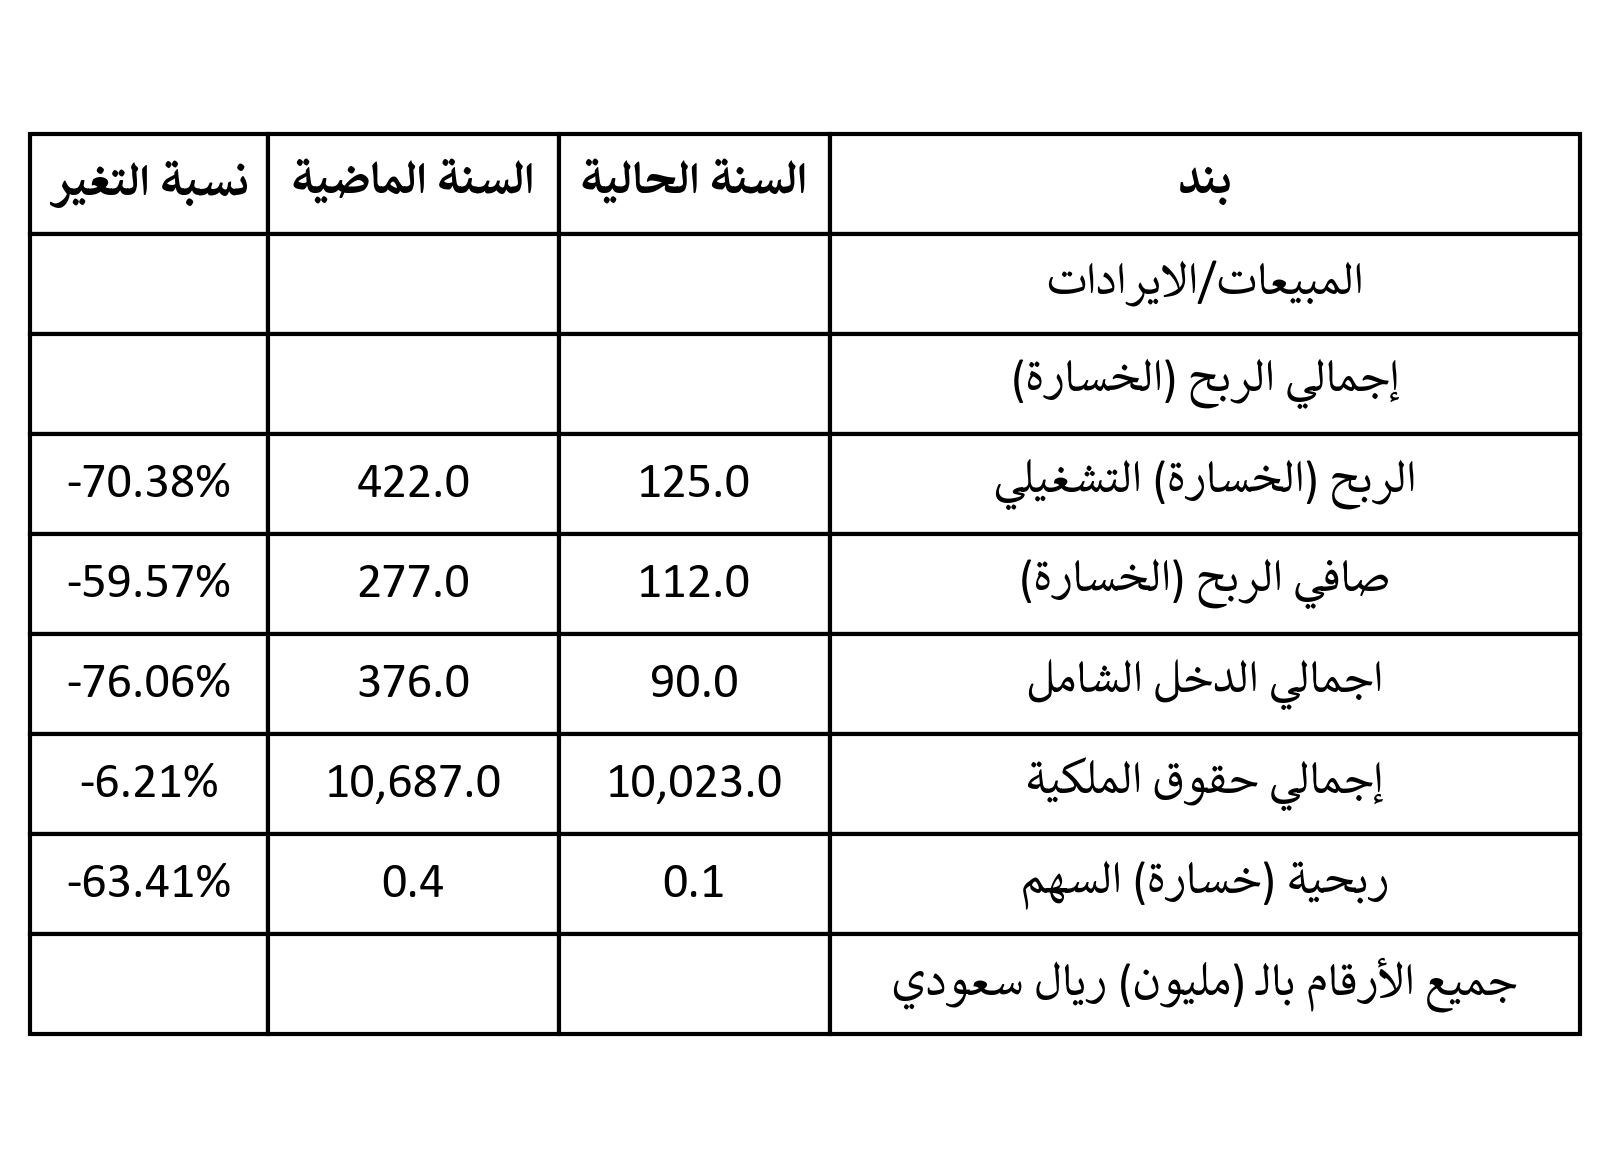 بند السنة الحالية السنة الماضية نسبة التغير
المبيعات/الايرادات
إجمالي الربح (الخسارة)
الربح (الخسارة) التشغيلي 125.0 422.0 -70.38%
صافي الربح (الخسارة) 112.0 277.0 -59.57%
اجمالي الدخل الشامل 90.0 376.0 -76.06%
إجمالي حقوق الملكية 10,023.0 10,687.0 -6.21%
ربحية (خسارة) السهم 0.1 0.4 -63.41%
جميع الأرقام بالـ (مليون) ريال سعودي